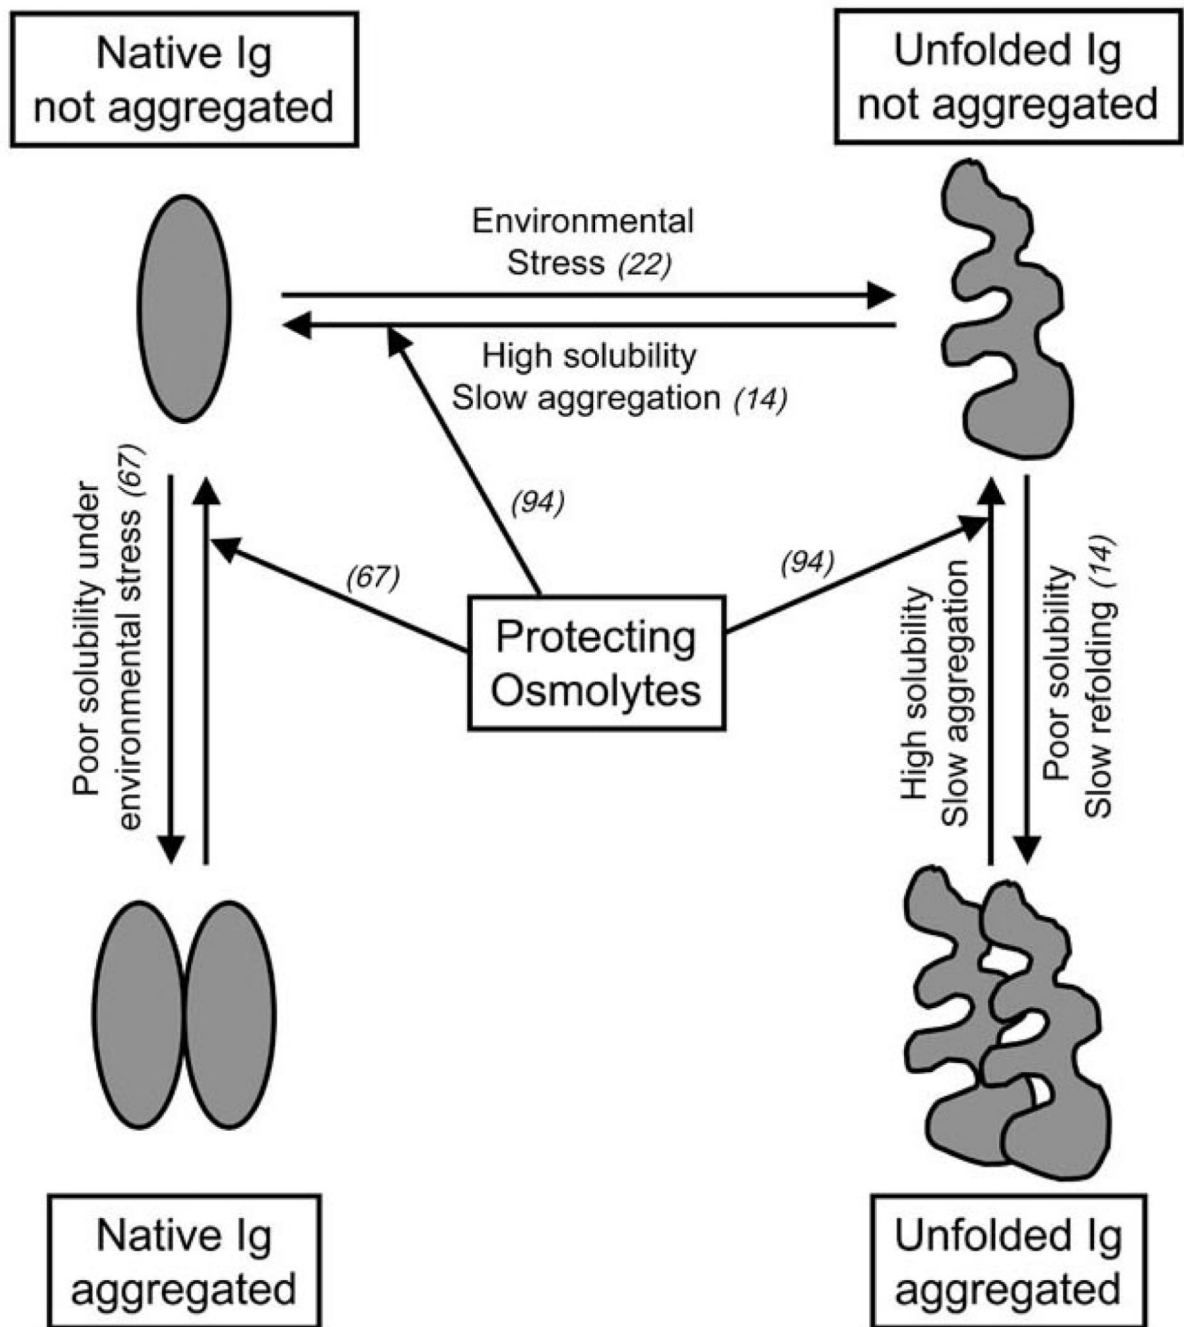 Native Ig
not aggregated
Unfolded Ig
not aggregated
Environmental
Stress (22)
High solubility
Slow aggregation (14)
Poor solubility under
environmental stress (67)
(67)
(94)
(94)
Protecting
Osmolytes
High solubility
Slow aggregation
Poor solubility
Slow refolding (14)
Native Ig
aggregated
Unfolded Ig
aggregated